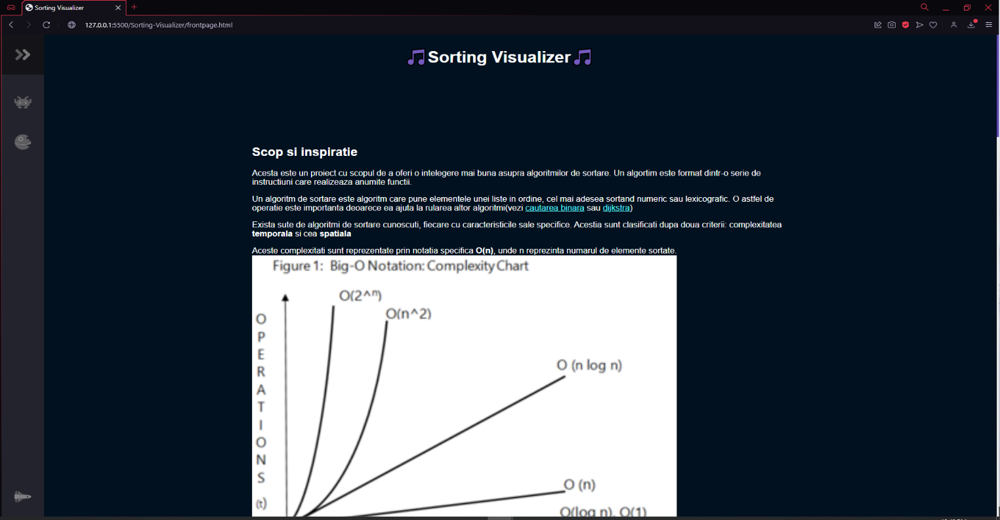 Sorting Visualizer
127.0.0.1:5500/Sorting-Visualizer/frontpage.html
🎵Sorting Visualizer🎵
Scop si inspiratie
Acesta este un proiect cu scopul de a oferi o intelegere mai buna asupra algoritmilor de sortare. Un algortim este format dintr-o serie de
instructiuni care realizeaza anumite functii.
Un algoritm de sortare este algoritm care pune elementele unei liste in ordine, cel mai adesea sortand numeric sau lexicografic. O astfel de
operatie este importanta deoarece ea ajuta la rularea altor algoritmi(vezi cautarea binara sau dijkstra)
Exista sute de algoritmi de sortare cunoscuti, fiecare cu caracteristicile sale specifice. Acestia sunt clasificati dupa doua criterii: complexitatea
temporala si cea spatiala
Aceste complexitati sunt reprezentate prin notatia specifica O(n), unde n reprezinta numarul de elemente sortate.
Figure 1: Big-O Notation: Complexity Chart
O(2^n)
O(n^2)
O (n log n)
O (n)
O(log n), O(1)
OPERATIONS (t)